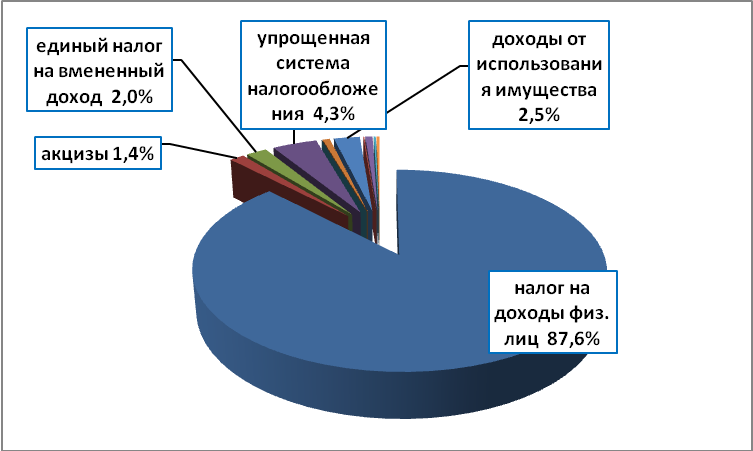 единый налог
на вмененный
доход 2,0%
упрощенная
система
налогообложе
ния 4,3%
доходы от
использовани
я имущества
2,5%
акцизы 1,4%
налог на
доходы физ.
лиц 87,6%